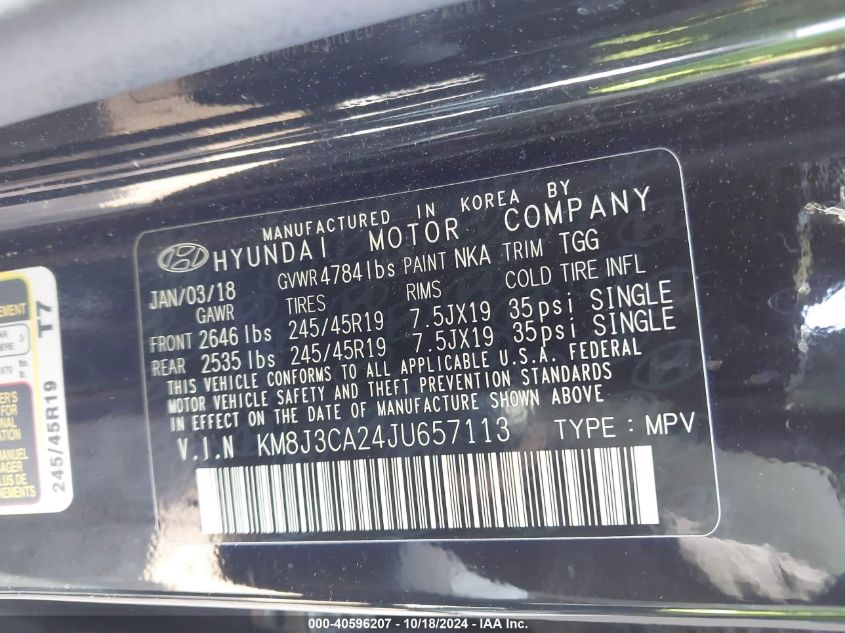 MANUFACTURED IN KOREA BY
HYUNDAI MOTOR COMPANY
JAN/03/18 GVWR 4784 lbs PAINT NKA TRIM TGG
GAWR TIRES RIMS COLD TIRE INFL
FRONT 2646 lbs 245/45R19 7.5JX19 35psi SINGLE
REAR 2535 lbs 245/45R19 7.5JX19 35psi SINGLE
THIS VEHICLE CONFORMS TO ALL APPLICABLE U.S.A. FEDERAL
MOTOR VEHICLE SAFETY AND THEFT PREVENTION STANDARDS
IN EFFECT ON THE DATE OF MANUFACTURE SHOWN ABOVE
V.I.N KM8J3CA24JU657113 TYPE : MPV
245/45R19 T7
000-40596207 - 10/18/2024 - IAA Inc.